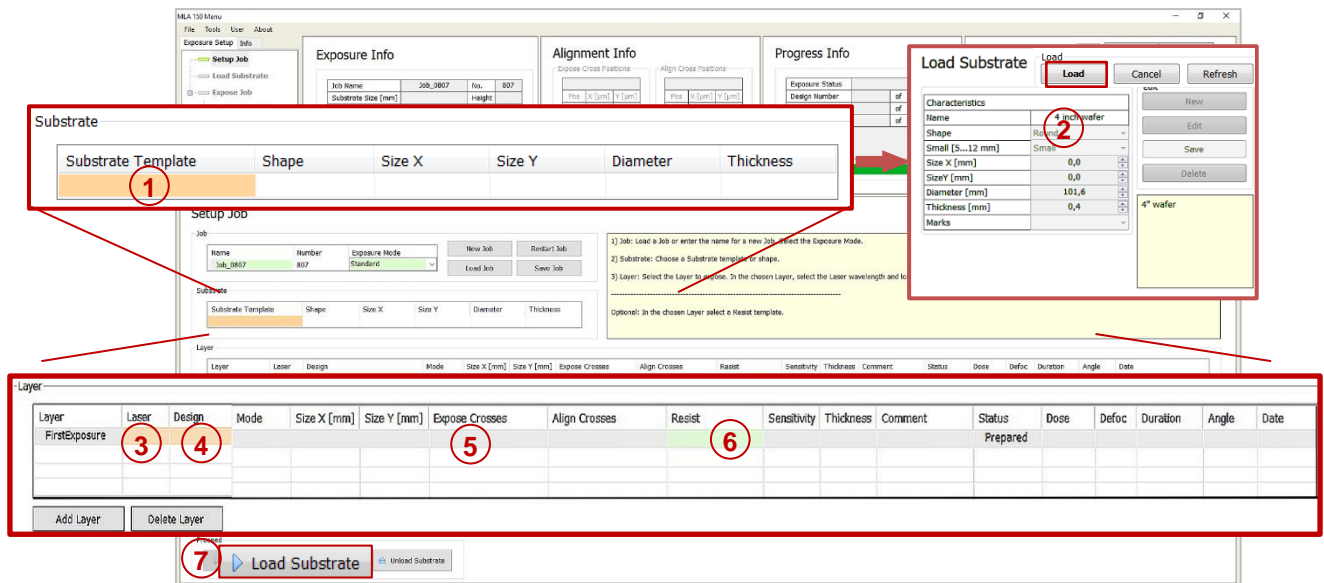 MLA 150 Menu
File Tools User About
Exposure Setup Info
Setup Job
Load Substrate
Expose Job
Exposure Info
Job Name Job_0807 No. 807
Substrate Size [mm] Height
Alignment Info
Expose Cross Positions Align Cross Positions
Pos X [µm] Y [µm] Pos X [µm] Y [µm]
Progress Info
Exposure Status
Design Number of
of
of
Load Substrate
Load
Load Cancel Refresh
Characteristics
Name 4 inch wafer
Shape Round
Small [5...12 mm] Small
Size X [mm] 0,0
SizeY [mm] 0,0
Diameter [mm] 101,6
Thickness [mm] 0,4
Marks
2
Edit
New
Edit
Save
Delete
4" wafer
Substrate
Substrate Template Shape Size X Size Y Diameter Thickness
1
Setup Job
Job
Name Number Exposure Mode
Job_0807 807 Standard
New Job Restart Job
Load Job Save Job
1) Job: Load a Job or enter the name for a new Job. Select the Exposure Mode.
2) Substrate: Choose a Substrate template or shape.
3) Layer: Select the Layer to expose. In the chosen Layer, select the Laser wavelength and lo
Optional: In the chosen Layer select a Resist template.
Substrate
Substrate Template Shape Size X Size Y Diameter Thickness
Layer
Layer Laser Design Mode Size X [mm] Size Y [mm] Expose Crosses Align Crosses Resist Sensitivity Thickness Comment Status Dose Defoc Duration Angle Date
Layer
Layer Laser Design Mode Size X [mm] Size Y [mm] Expose Crosses Align Crosses Resist Sensitivity Thickness Comment Status Dose Defoc Duration Angle Date
FirstExposure 3 4 5 6 Prepared
Add Layer Delete Layer
Proceed
7 Load Substrate Unload Substrate